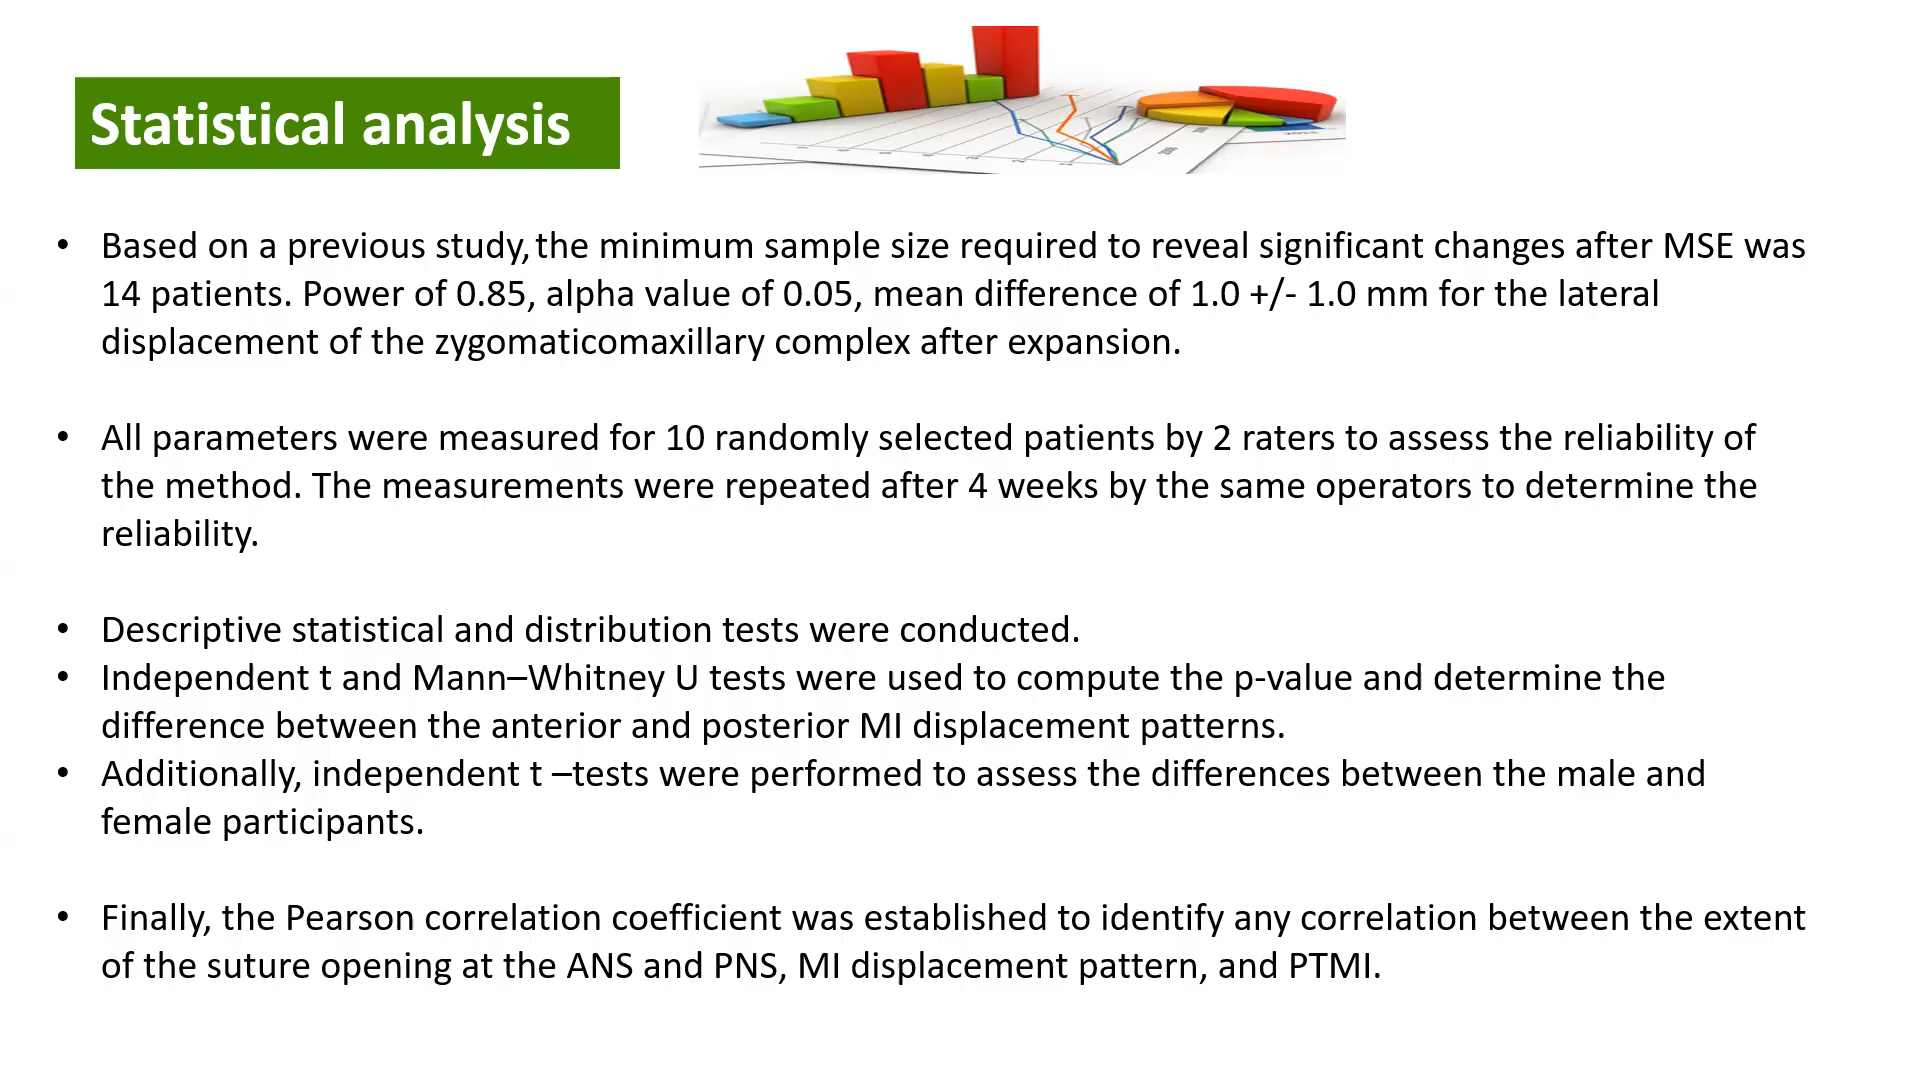 Statistical analysis
• Based on a previous study, the minimum sample size required to reveal significant changes after MSE was
14 patients. Power of 0.85, alpha value of 0.05, mean difference of 1.0 +/- 1.0 mm for the lateral
displacement of the zygomaticomaxillary complex after expansion.
• All parameters were measured for 10 randomly selected patients by 2 raters to assess the reliability of
the method. The measurements were repeated after 4 weeks by the same operators to determine the
reliability.
• Descriptive statistical and distribution tests were conducted.
• Independent t and Mann–Whitney U tests were used to compute the p-value and determine the
difference between the anterior and posterior MI displacement patterns.
• Additionally, independent t –tests were performed to assess the differences between the male and
female participants.
• Finally, the Pearson correlation coefficient was established to identify any correlation between the extent
of the suture opening at the ANS and PNS, MI displacement pattern, and PTMI.